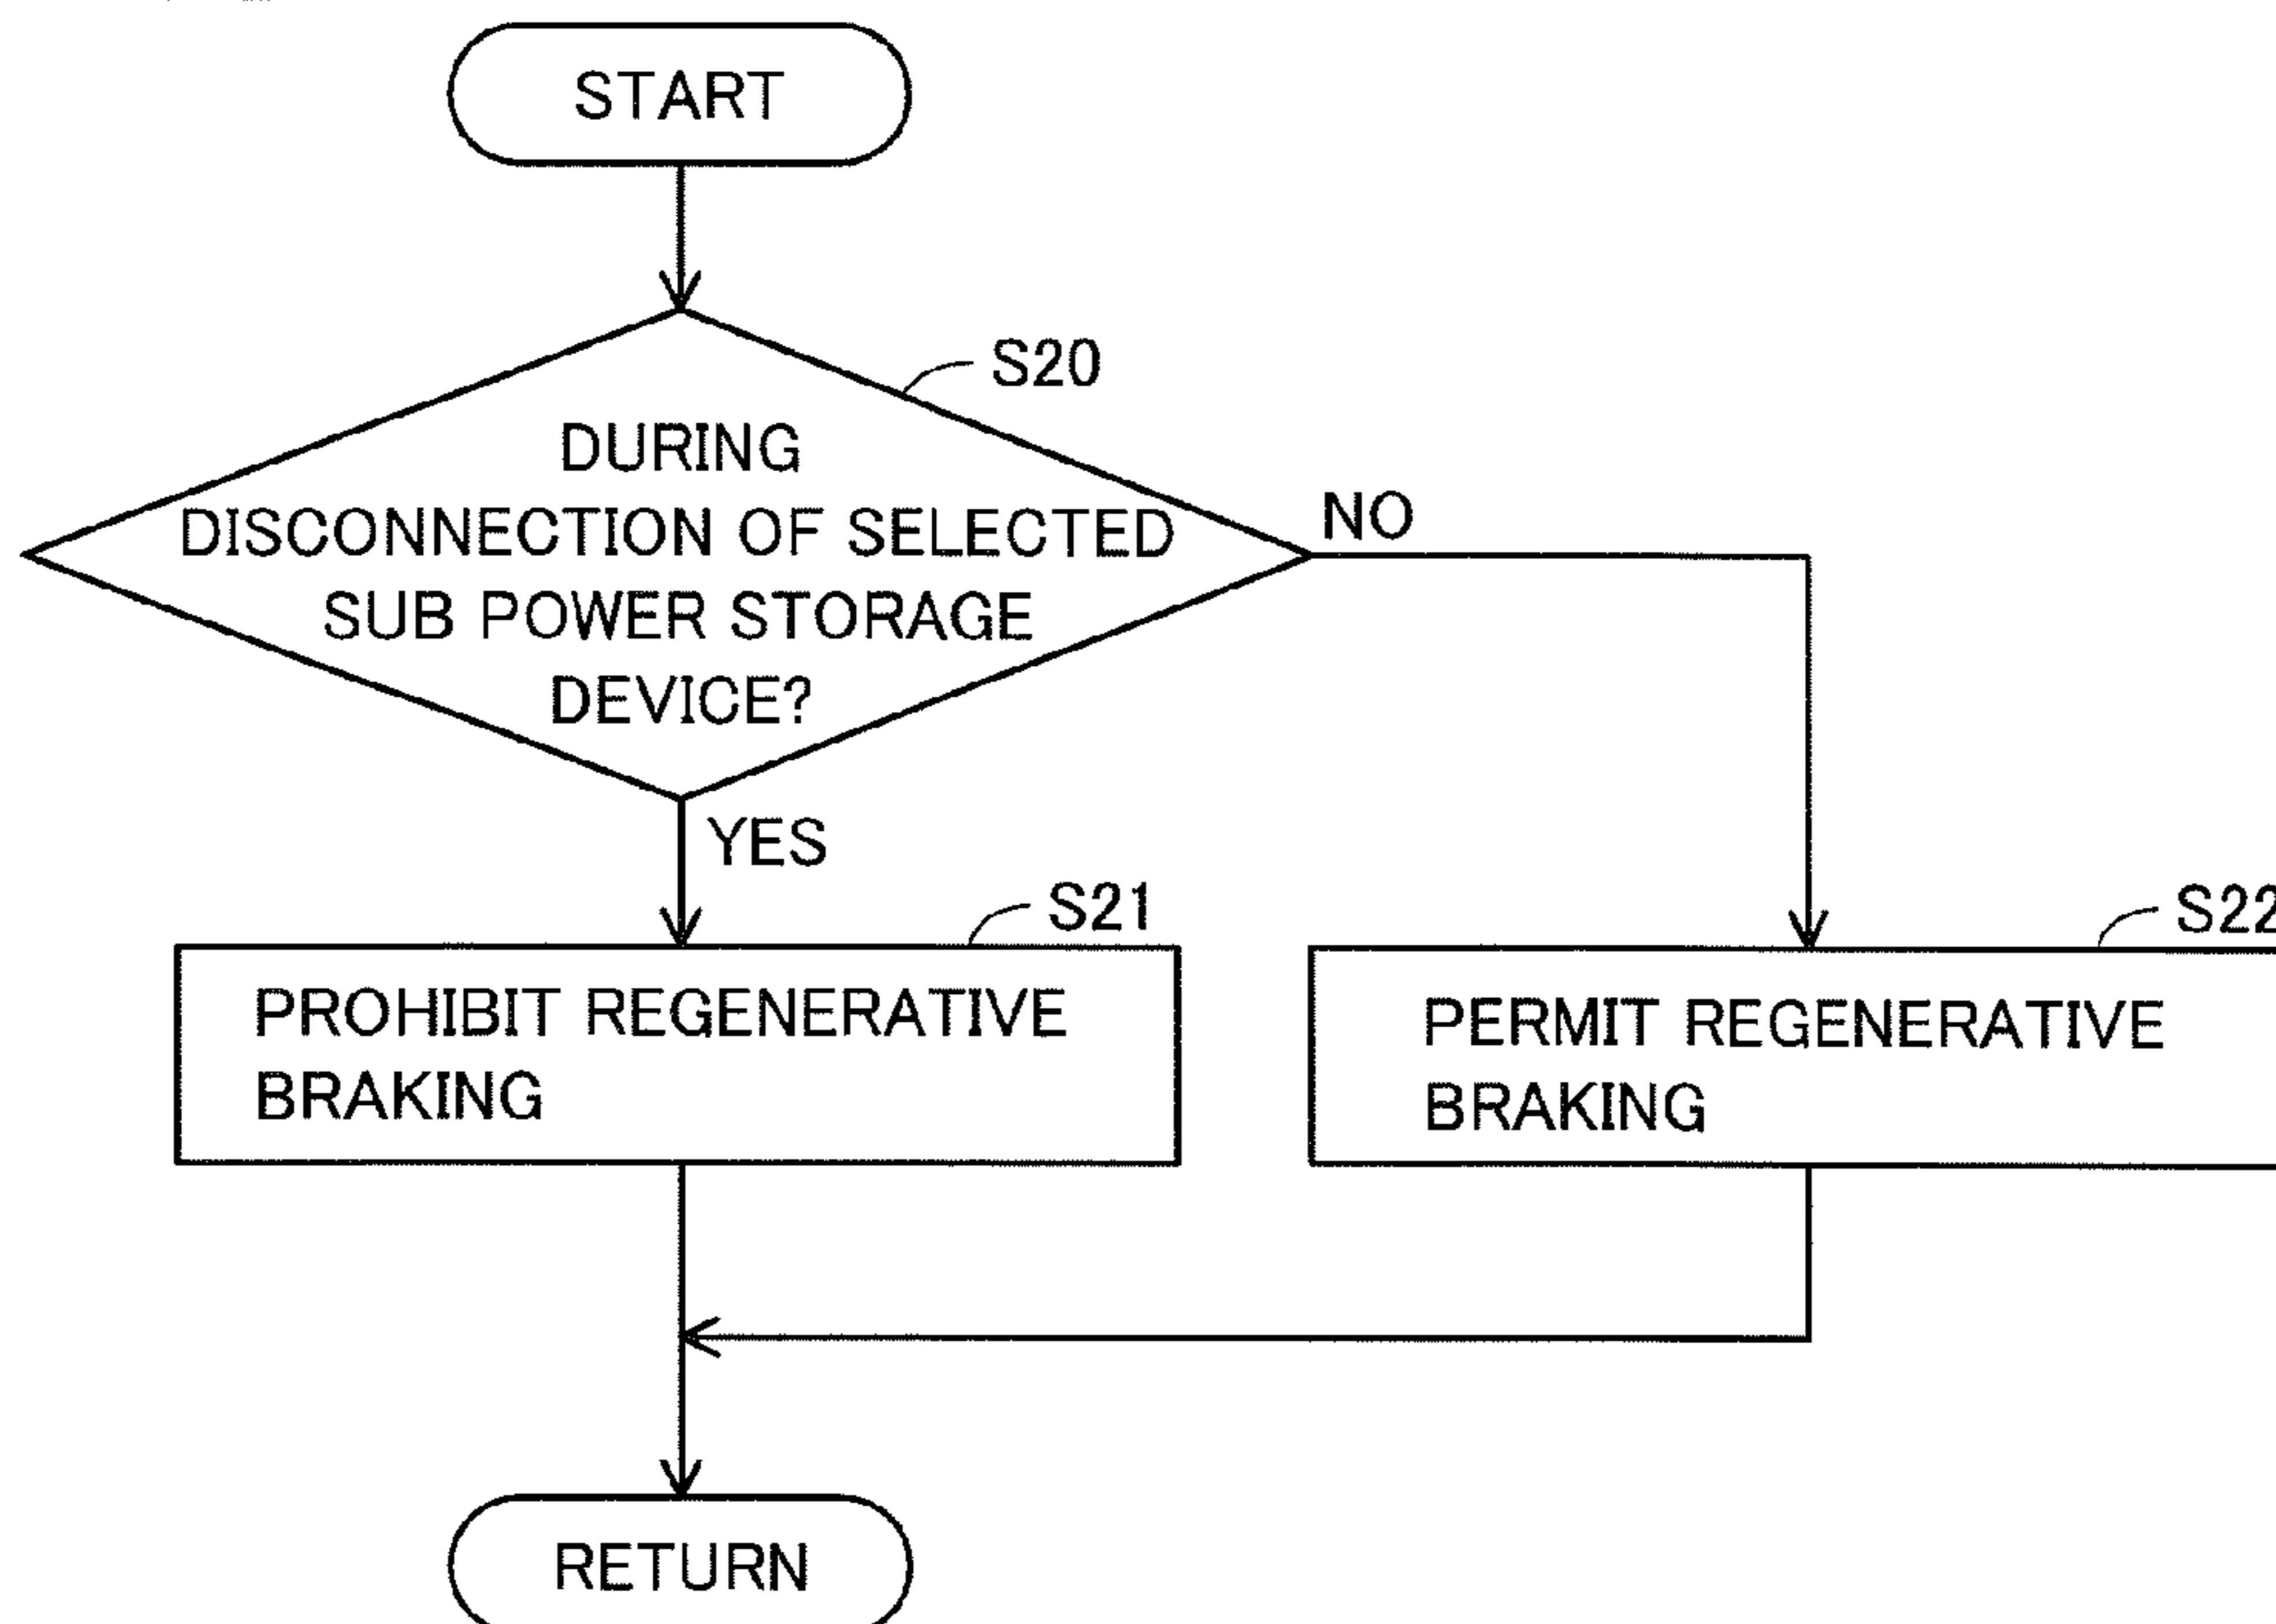 START
S20
DURING
DISCONNECTION OF SELECTED
SUB POWER STORAGE
DEVICE?
NO
YES
S21
PROHIBIT REGENERATIVE
BRAKING
S22
PERMIT REGENERATIVE
BRAKING
RETURN